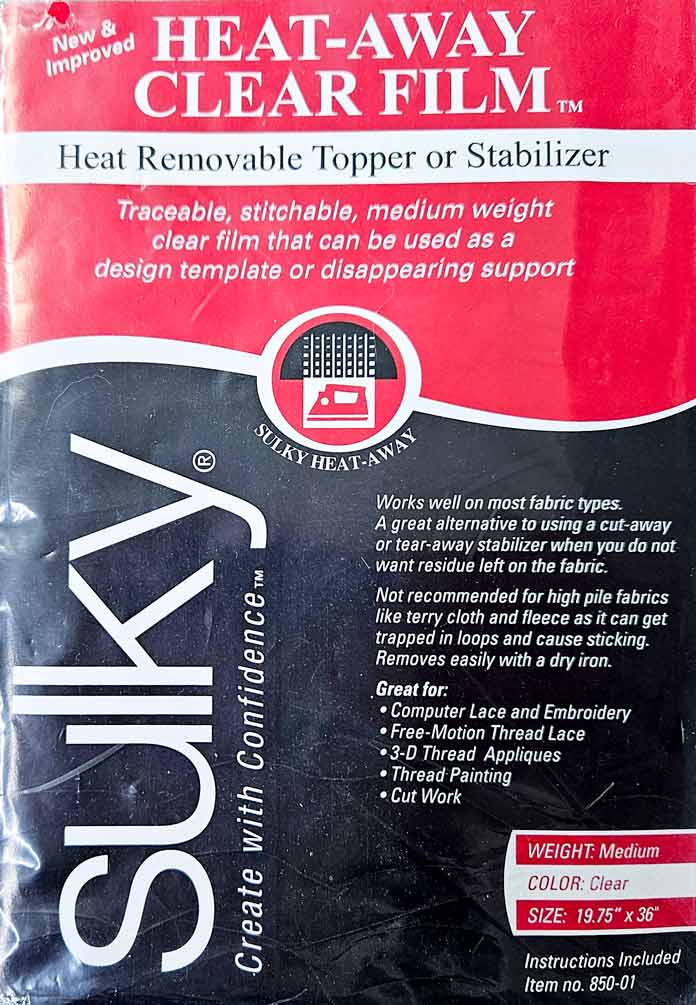 New &
Improved
HEAT-AWAY
CLEAR FILM™
Heat Removable Topper or Stabilizer
Traceable, stitchable, medium weight
clear film that can be used as a
design template or disappearing support
SULKY HEAT-AWAY
sulky®
Create with Confidence™
Works well on most fabric types.
A great alternative to using a cut-away
or tear-away stabilizer when you do not
want residue left on the fabric.
Not recommended for high pile fabrics
like terry cloth and fleece as it can get
trapped in loops and cause sticking.
Removes easily with a dry iron.
Great for:
• Computer Lace and Embroidery
• Free-Motion Thread Lace
• 3-D Thread Appliques
• Thread Painting
• Cut Work
WEIGHT: Medium
COLOR: Clear
SIZE: 19.75" x 36"
Instructions Included
Item no. 850-01